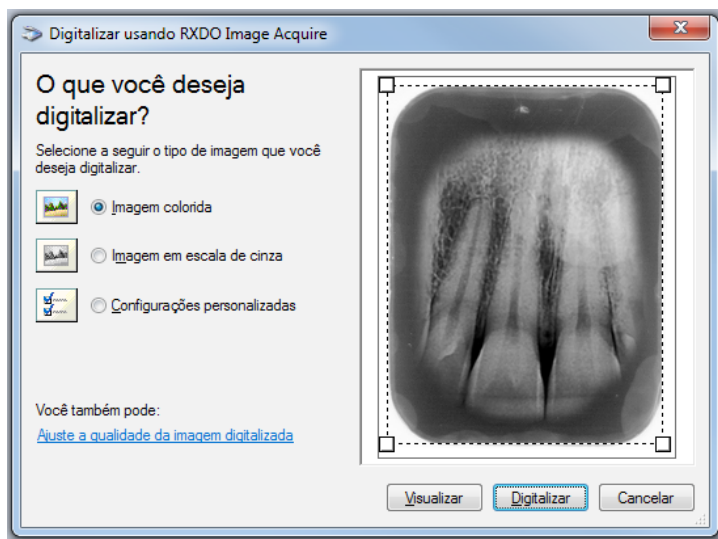 Digitalizar usando RXDO Image Acquire
O que você deseja
digitalizar?
Selecione a seguir o tipo de imagem que você
deseja digitalizar.
Imagem colorida
Imagem em escala de cinza
Configurações personalizadas
Você também pode:
Ajuste a qualidade da imagem digitalizada
Visualizar
Digitalizar
Cancelar